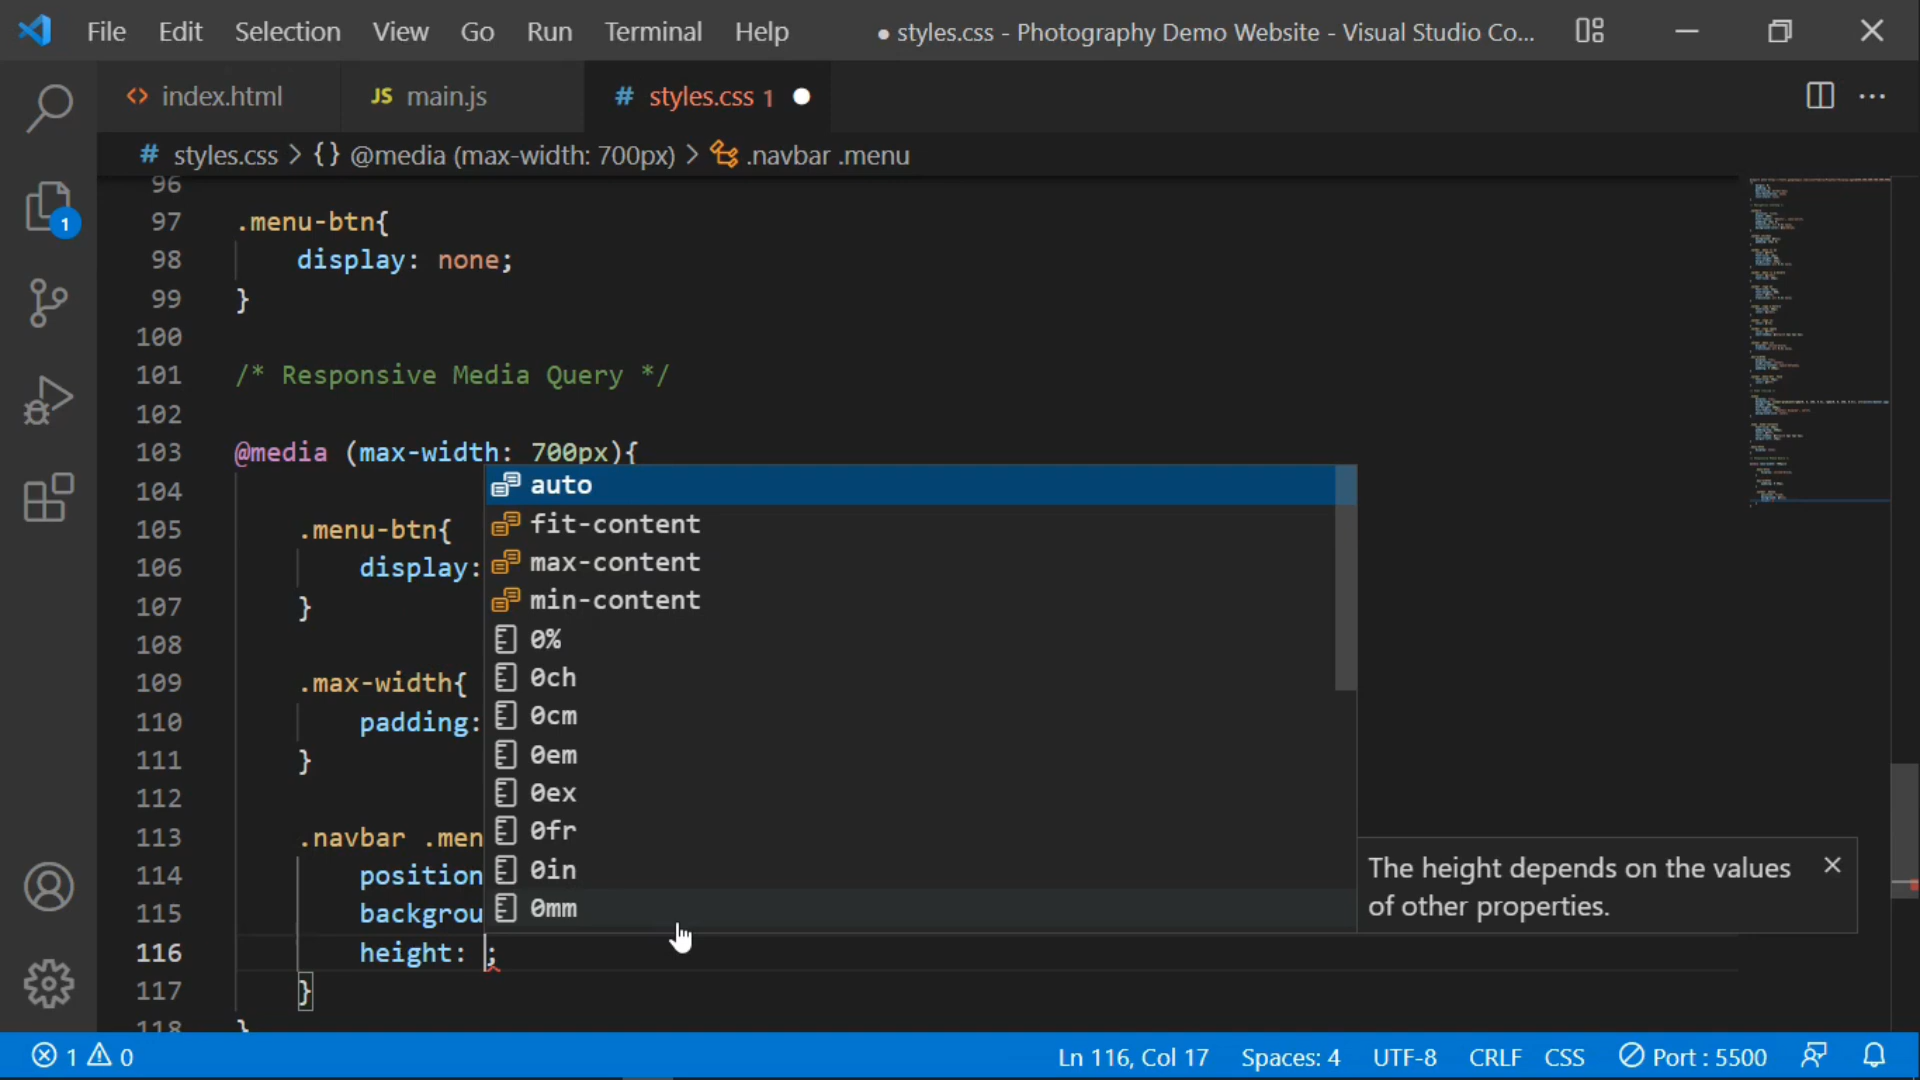 File Edit Selection View Go Run Terminal Help ● styles.css - Photography Demo Website - Visual Studio Co...
<> index.html JS main.js # styles.css 1 ●
# styles.css > {} @media (max-width: 700px) > .navbar .menu
96
97 .menu-btn{
98 display: none;
99 }
100
101 /* Responsive Media Query */
102
103 @media (max-width: 700px){
104
105 .menu-btn{
106 display:
107 }
108
109 .max-width{
110 padding:
111 }
112
113 .navbar .men
114 position
115 backgrou
116 height: ;
117 }
118 }
auto
fit-content
max-content
min-content
0%
0ch
0cm
0em
0ex
0fr
0in
0mm
The height depends on the values
of other properties.
1
1 0 Ln 116, Col 17 Spaces: 4 UTF-8 CRLF CSS Port : 5500